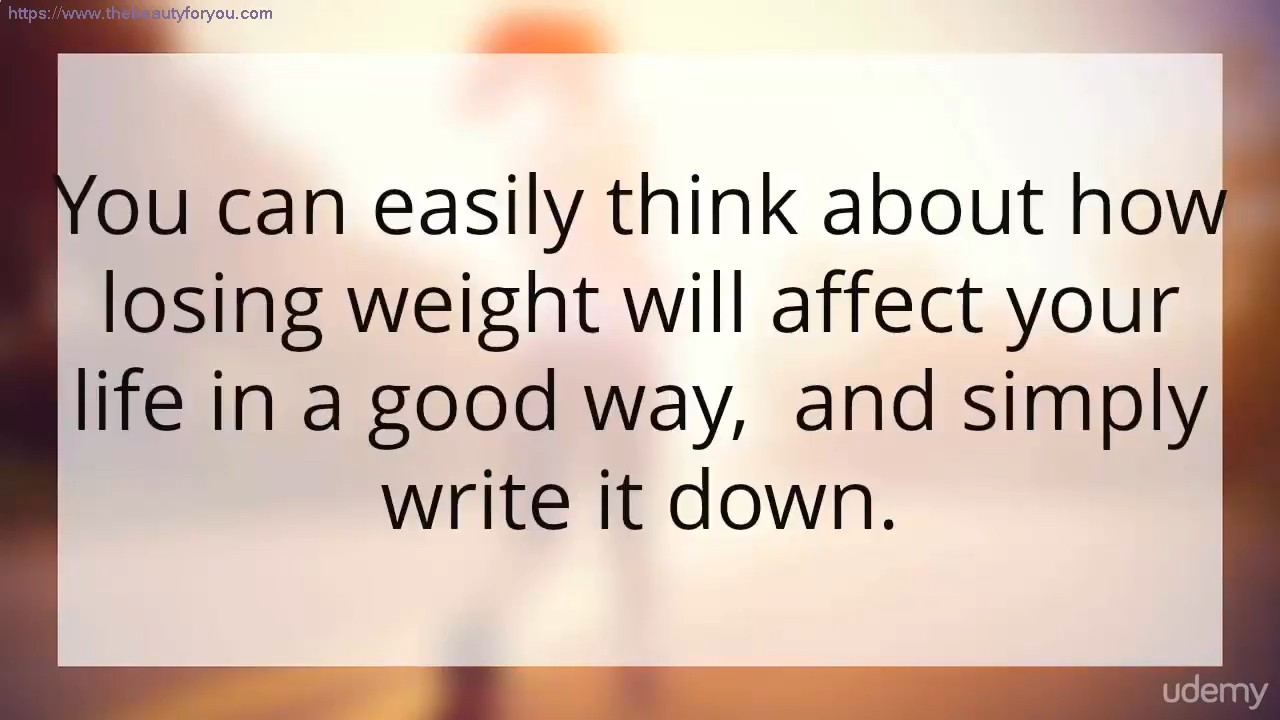 https://www.thebeautyforyou.com
You can easily think about how
losing weight will affect your
life in a good way,  and simply
write it down.
udemy